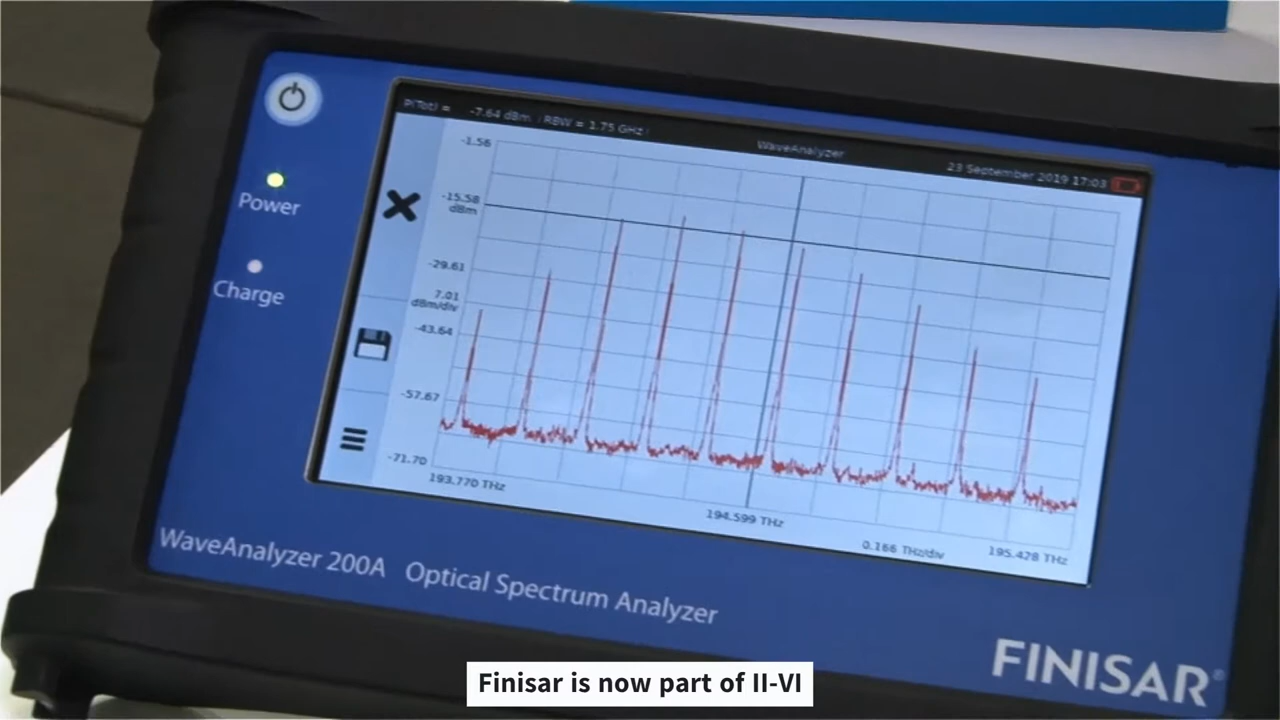 P(Tot) = -7.64 dBm | RBW = 1.75 GHz |
WaveAnalyzer
23 September 2019 17:03
Power
Charge
-1.56
-15.58
dBm
-29.61
7.01
dBm/div
-43.64
-57.67
-71.70
193.770 THz
194.599 THz
0.166 THz/div
195.428 THz
WaveAnalyzer 200A Optical Spectrum Analyzer
FINISAR®
Finisar is now part of II-VI